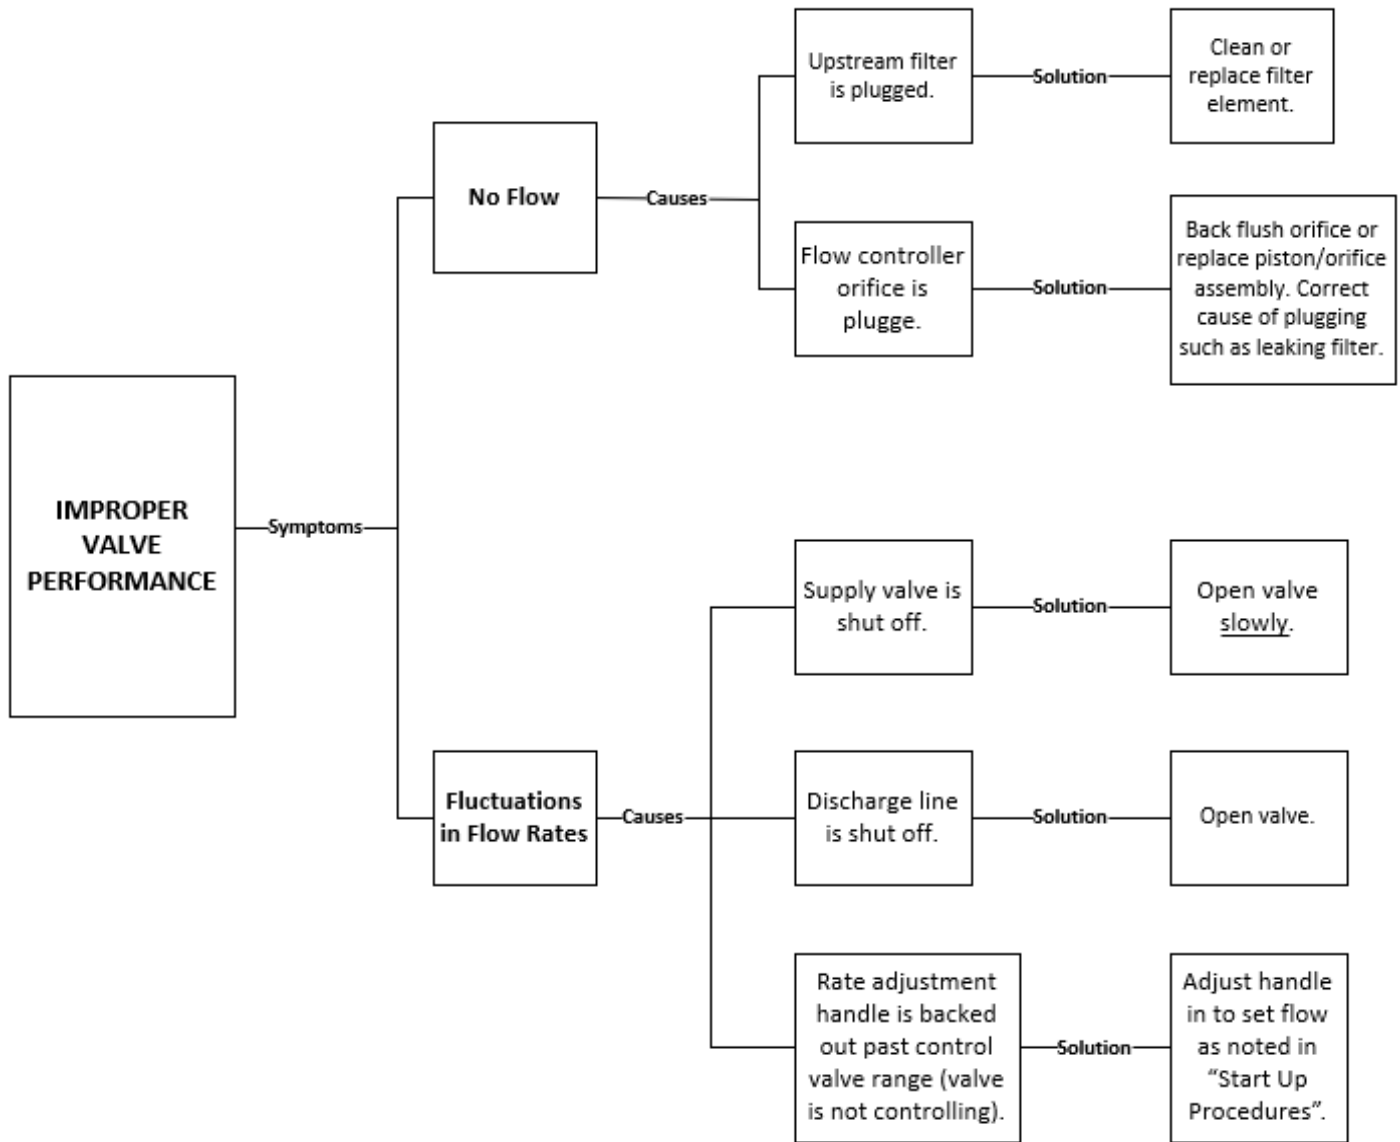 IMPROPER
VALVE
PERFORMANCE
Symptoms
No Flow
Causes
Upstream filter
is plugged.
Solution
Clean or
replace filter
element.
Flow controller
orifice is
plugge.
Solution
Back flush orifice or
replace piston/orifice
assembly. Correct
cause of plugging
such as leaking filter.
Fluctuations
in Flow Rates
Causes
Supply valve is
shut off.
Solution
Open valve
slowly.
Discharge line
is shut off.
Solution
Open valve.
Rate adjustment
handle is backed
out past control
valve range (valve
is not controlling).
Solution
Adjust handle
in to set flow
as noted in
“Start Up
Procedures”.